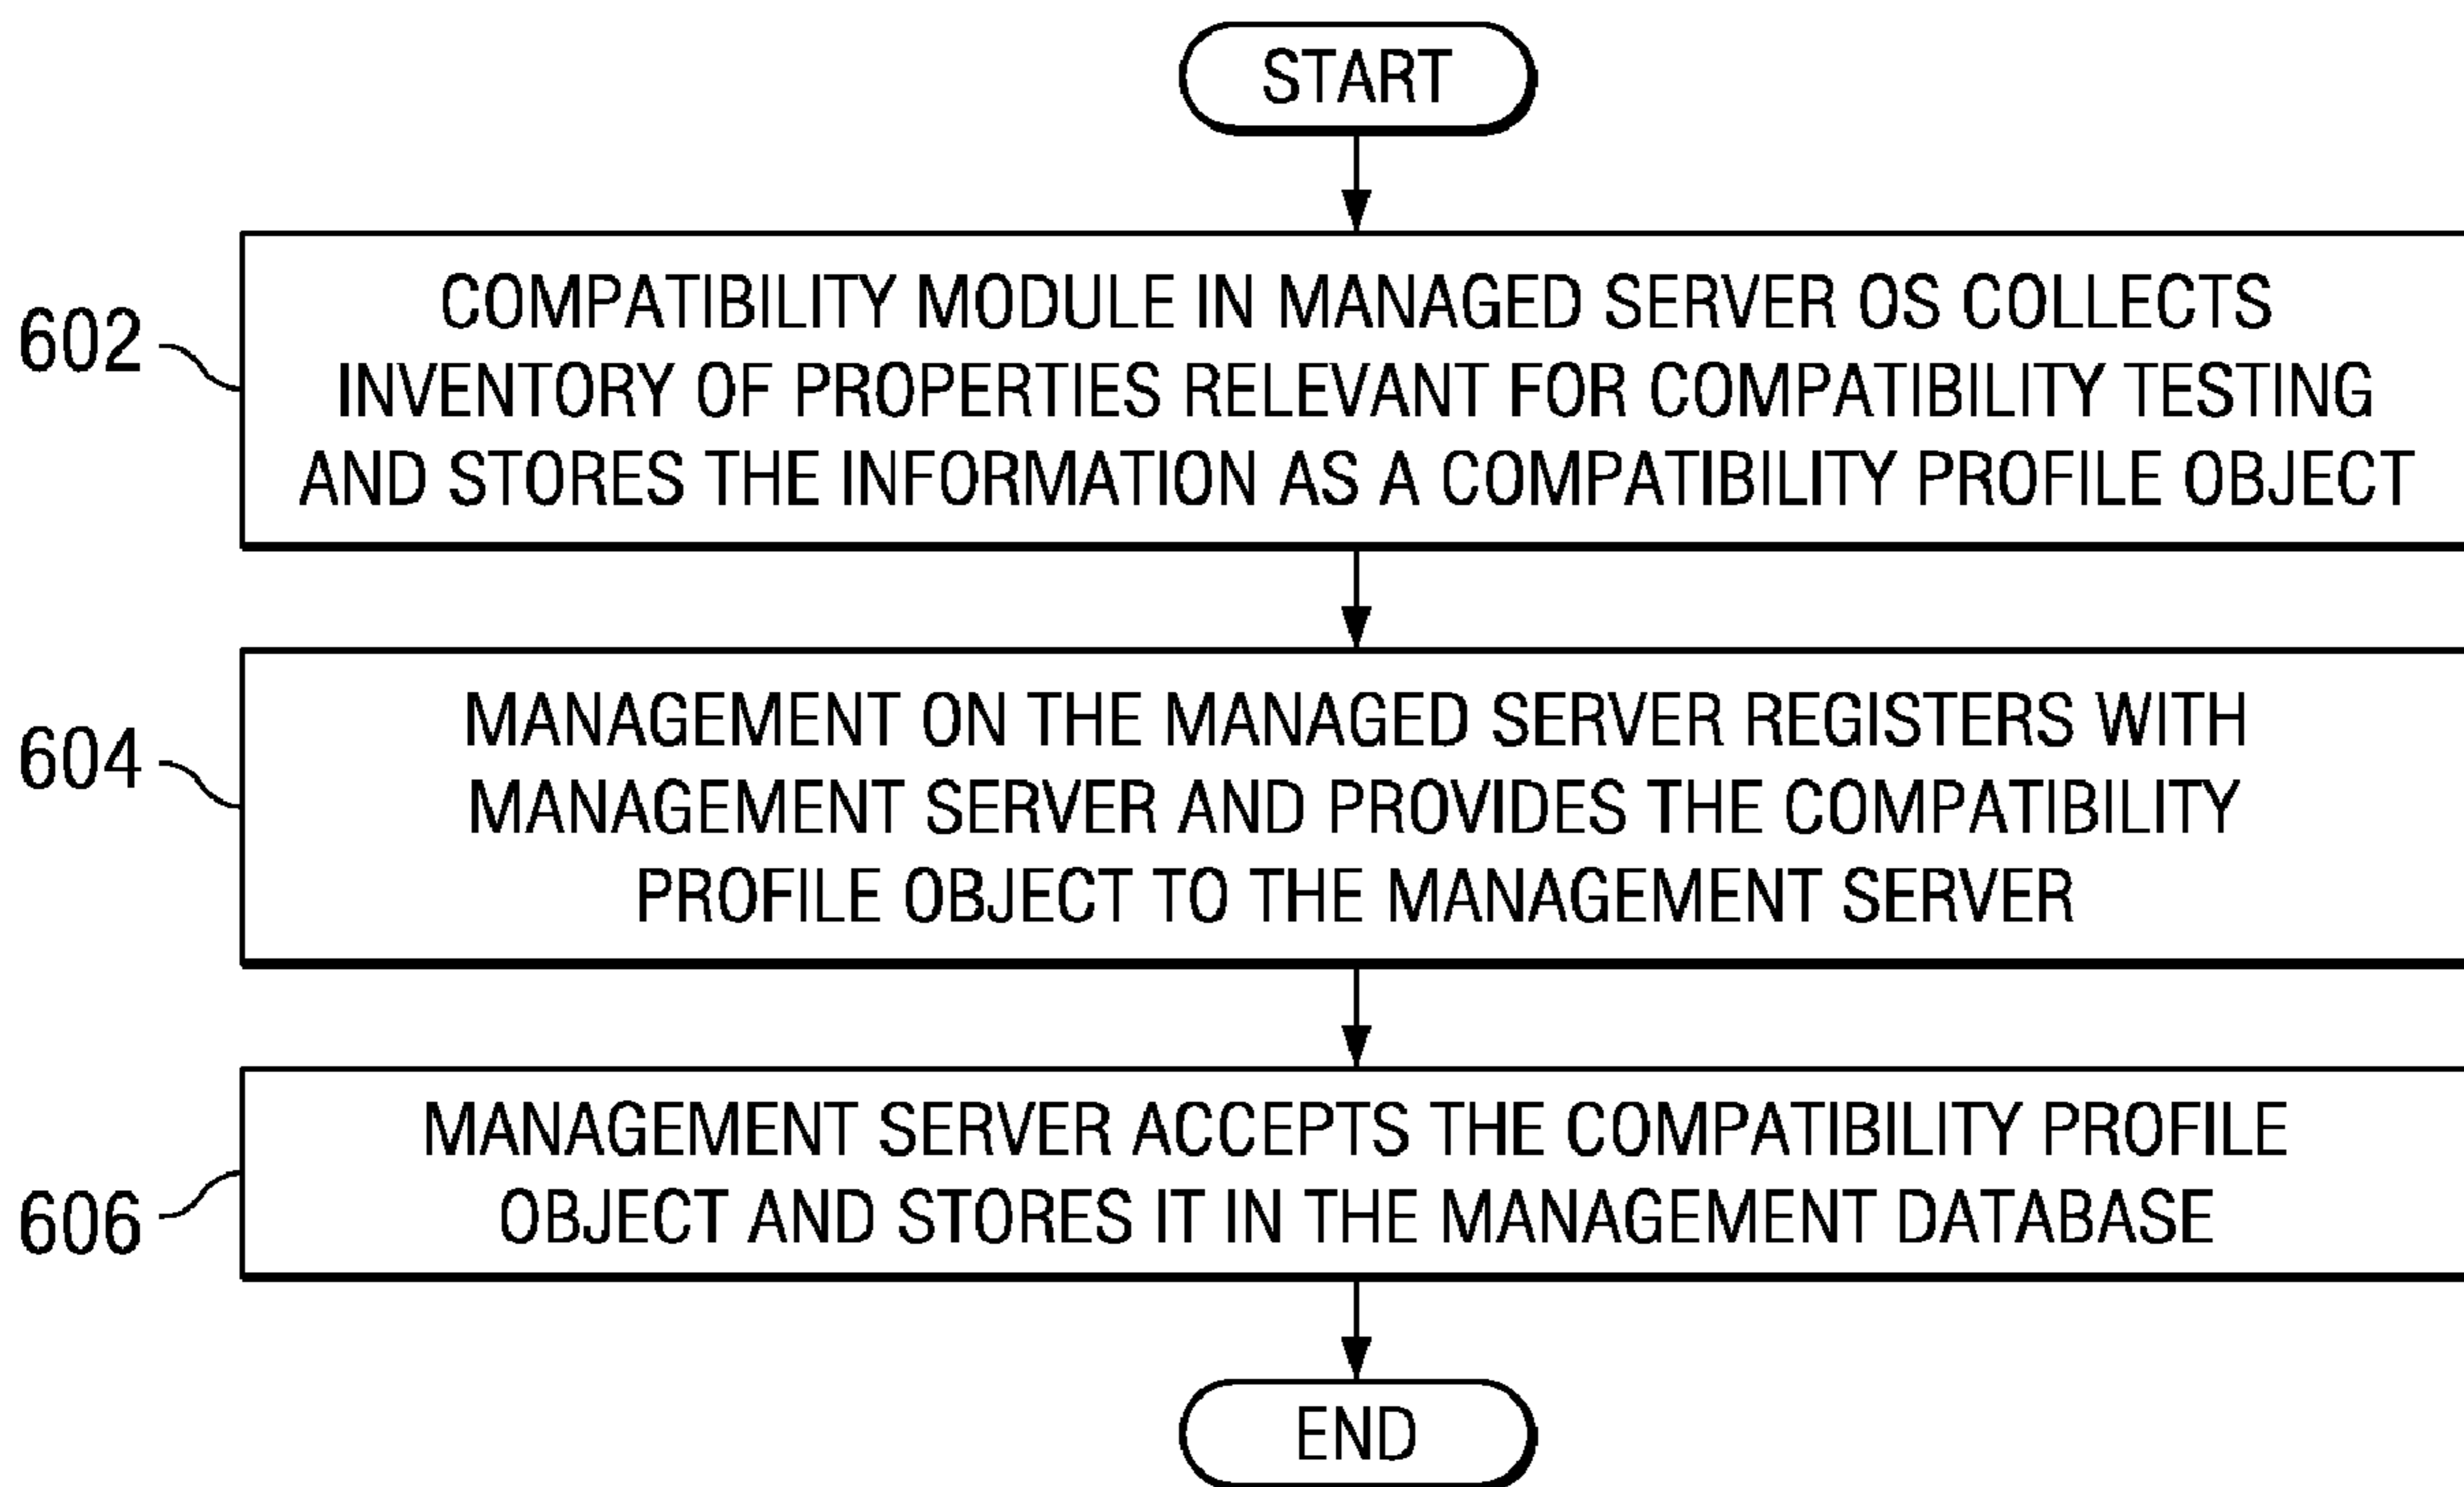 START
602
COMPATIBILITY MODULE IN MANAGED SERVER OS COLLECTS
INVENTORY OF PROPERTIES RELEVANT FOR COMPATIBILITY TESTING
AND STORES THE INFORMATION AS A COMPATIBILITY PROFILE OBJECT
604
MANAGEMENT ON THE MANAGED SERVER REGISTERS WITH
MANAGEMENT SERVER AND PROVIDES THE COMPATIBILITY
PROFILE OBJECT TO THE MANAGEMENT SERVER
606
MANAGEMENT SERVER ACCEPTS THE COMPATIBILITY PROFILE
OBJECT AND STORES IT IN THE MANAGEMENT DATABASE
END